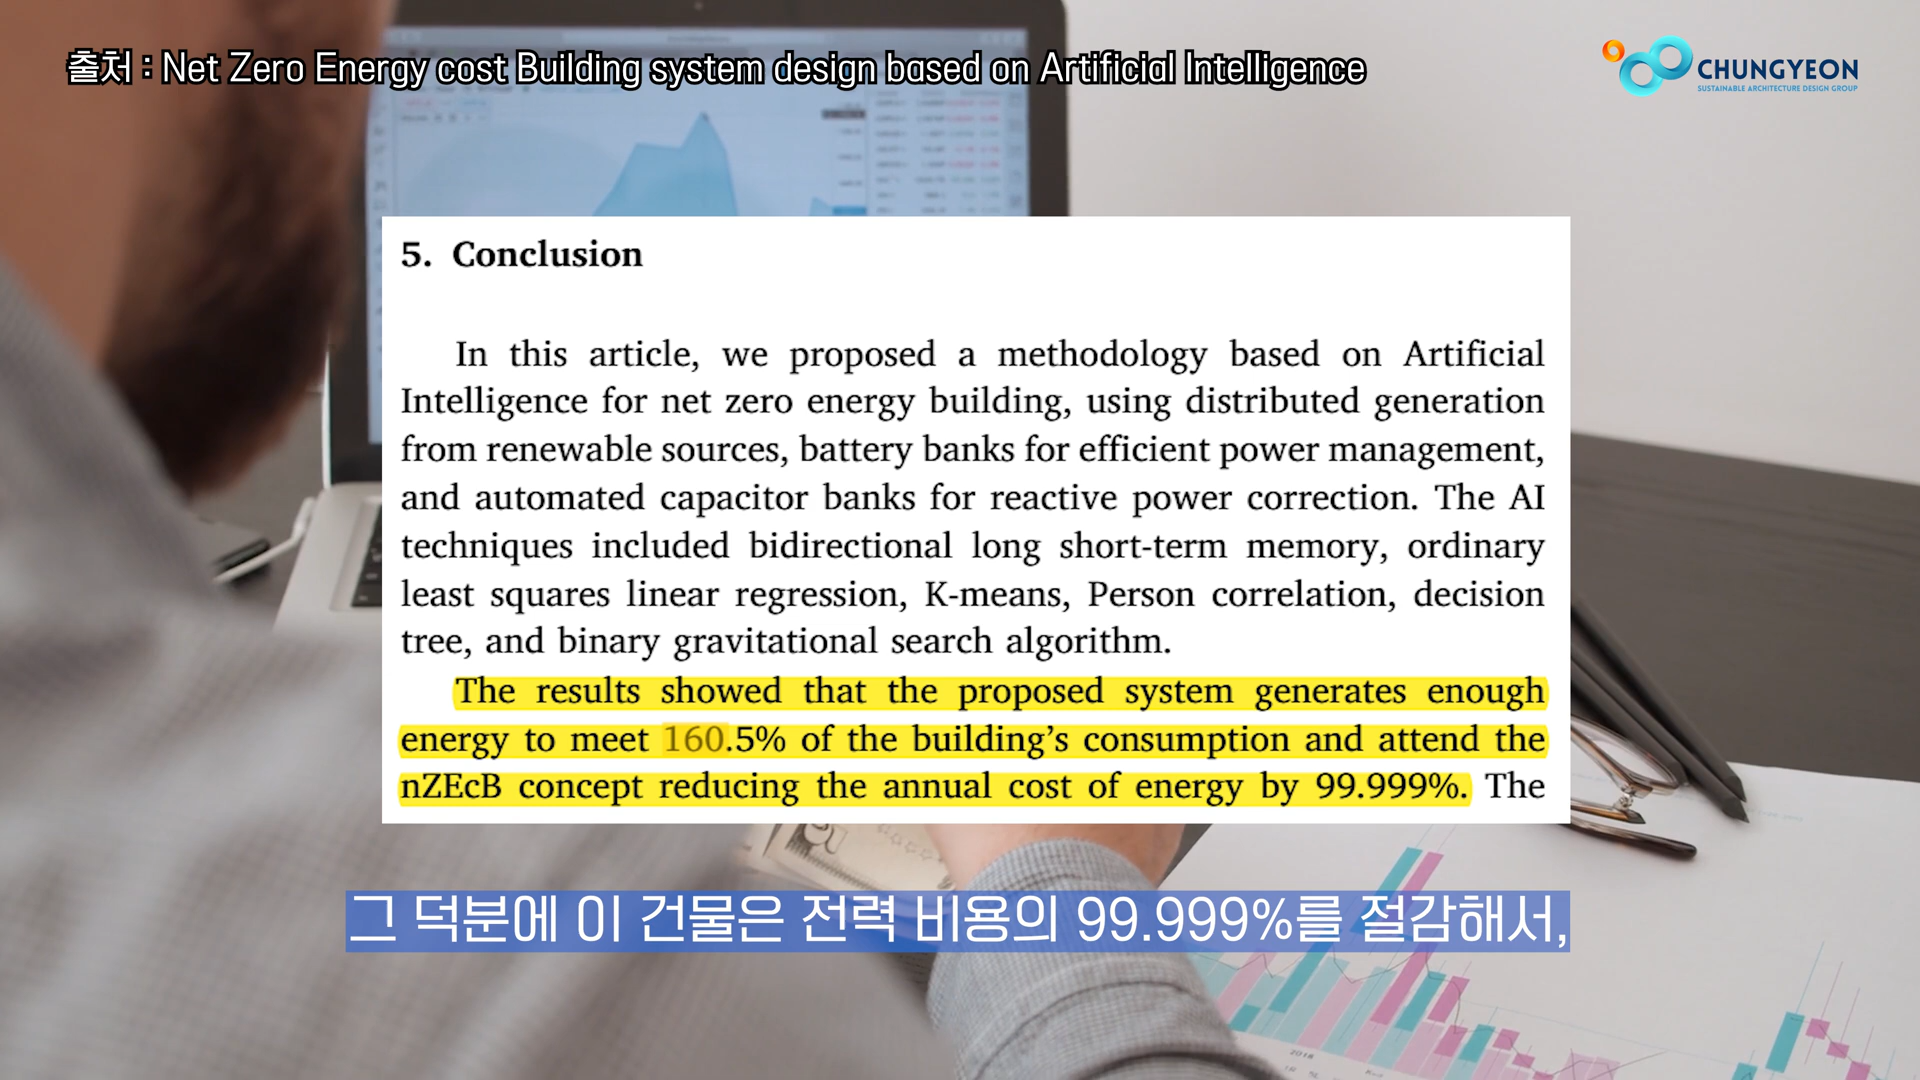 출처 : Net Zero Energy cost Building system design based on Artificial Intelligence
CHUNGYEON
SUSTAINABLE ARCHITECTURE DESIGN GROUP
5. Conclusion
In this article, we proposed a methodology based on Artificial
Intelligence for net zero energy building, using distributed generation
from renewable sources, battery banks for efficient power management,
and automated capacitor banks for reactive power correction. The AI
techniques included bidirectional long short-term memory, ordinary
least squares linear regression, K-means, Person correlation, decision
tree, and binary gravitational search algorithm.
The results showed that the proposed system generates enough
energy to meet 160.5% of the building’s consumption and attend the
nZEcB concept reducing the annual cost of energy by 99.999%. The
그 덕분에 이 건물은 전력 비용의 99.999%를 절감해서,
2018